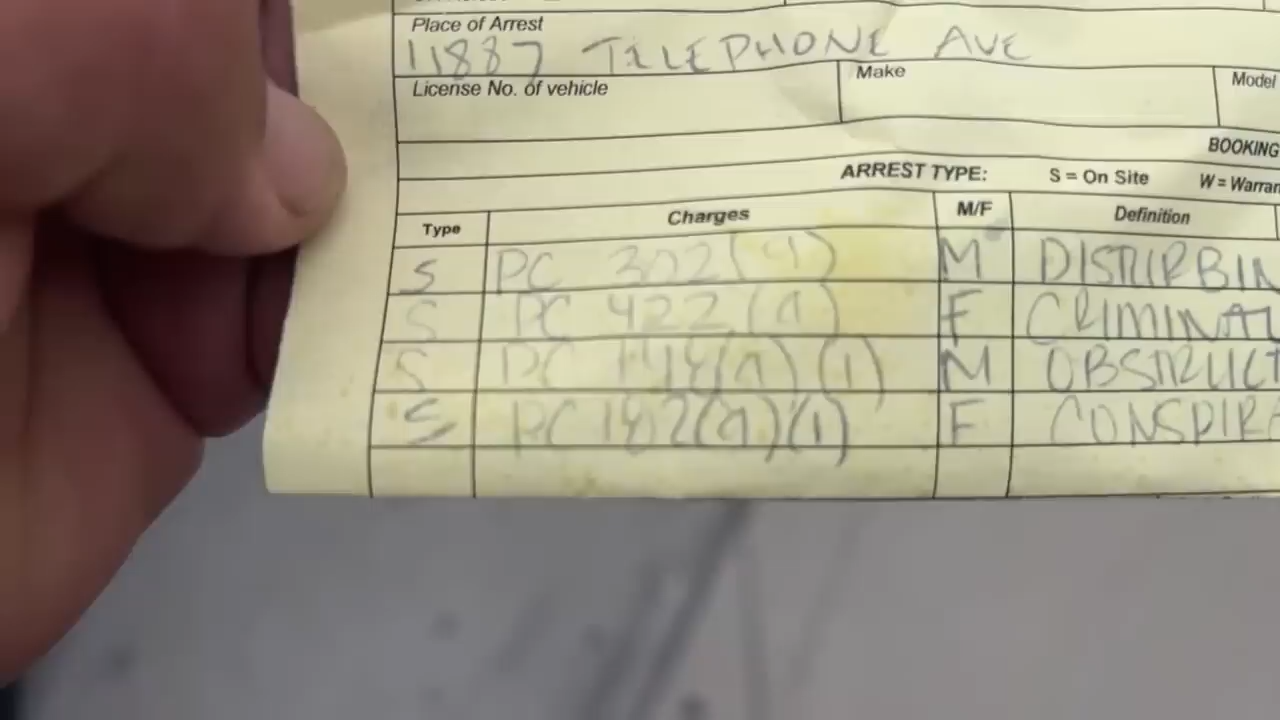 Place of Arrest
11887 TELEPHONE AVE
License No. of vehicle Make Model
BOOKING
ARREST TYPE: S = On Site W = Warran
Type Charges M/F Definition
S PC 302(a) M DISTIRBIN
S PC 422(a) F CRIMINAL
S PC 148(a)(1) M OBSTRUCT
S PC 182(a)(1) F CONSPIRA